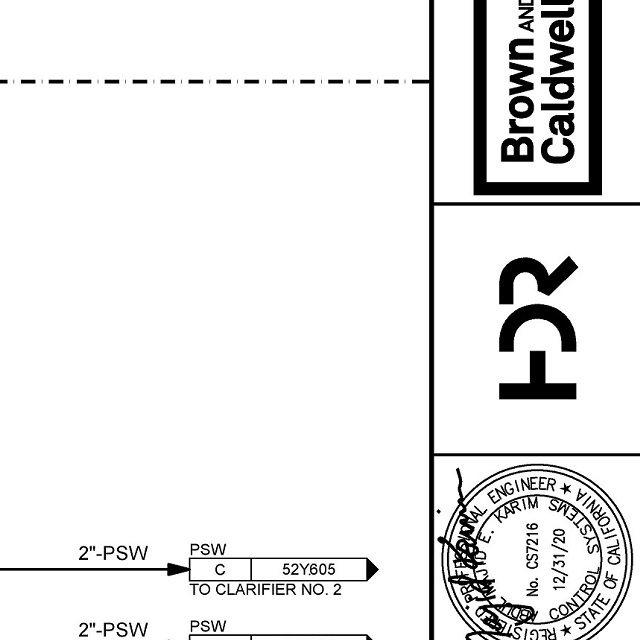 Brown AND
Caldwell
HDR
PROFESSIONAL ENGINEER ★
STATE OF CALIFORNIA ★
E. KARIM
CONTROL SYSTEMS
No. CS7216
12/31/20
2"-PSW
PSW
C
52Y605
TO CLARIFIER NO. 2
2"-PSW
PSW